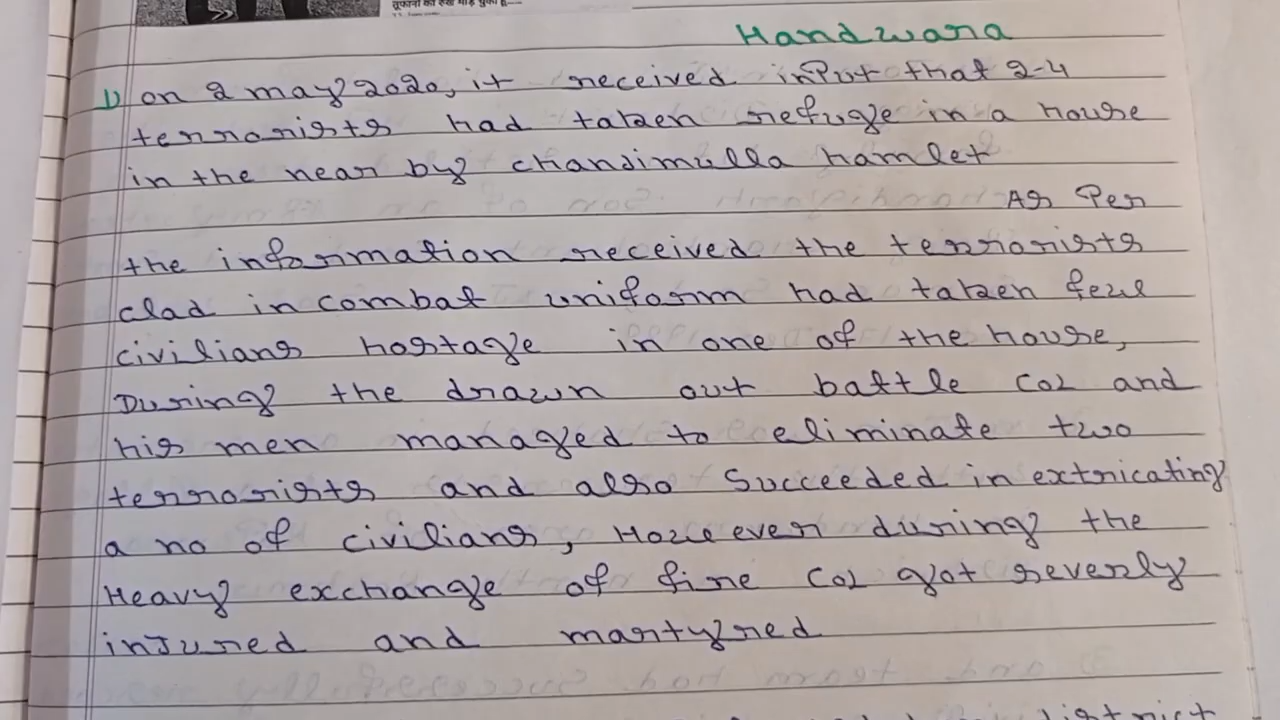 तूफानों का रुख मोड़ चुका हूँ
Handwara
1) on 2 may 2020, it received inPut that 2-4
terrorists had taken refuge in a house
in the near by chanjimulla hamlet
As Per
the information received the terrorists
clad in combat uniform had taken few
civilians hostage in one of the house,
During the drawn out battle Col and
his men managed to eliminate two
terrorists and also Succeeded in extricating
a no of civilians, However during the
Heavy exchange of fire Col got severly
inJured and martyred
district